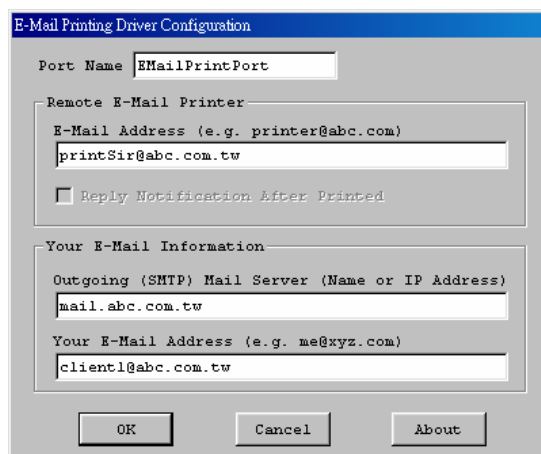 E-Mail Printing Driver Configuration
Port Name EMailPrintPort
Remote E-Mail Printer
E-Mail Address (e.g. printer@abc.com)
printSir@abc.com.tw
Reply Notification After Printed
Your E-Mail Information
Outgoing (SMTP) Mail Server (Name or IP Address)
mail.abc.com.tw
Your E-Mail Address (e.g. me@xyz.com)
client1@abc.com.tw
OK Cancel About